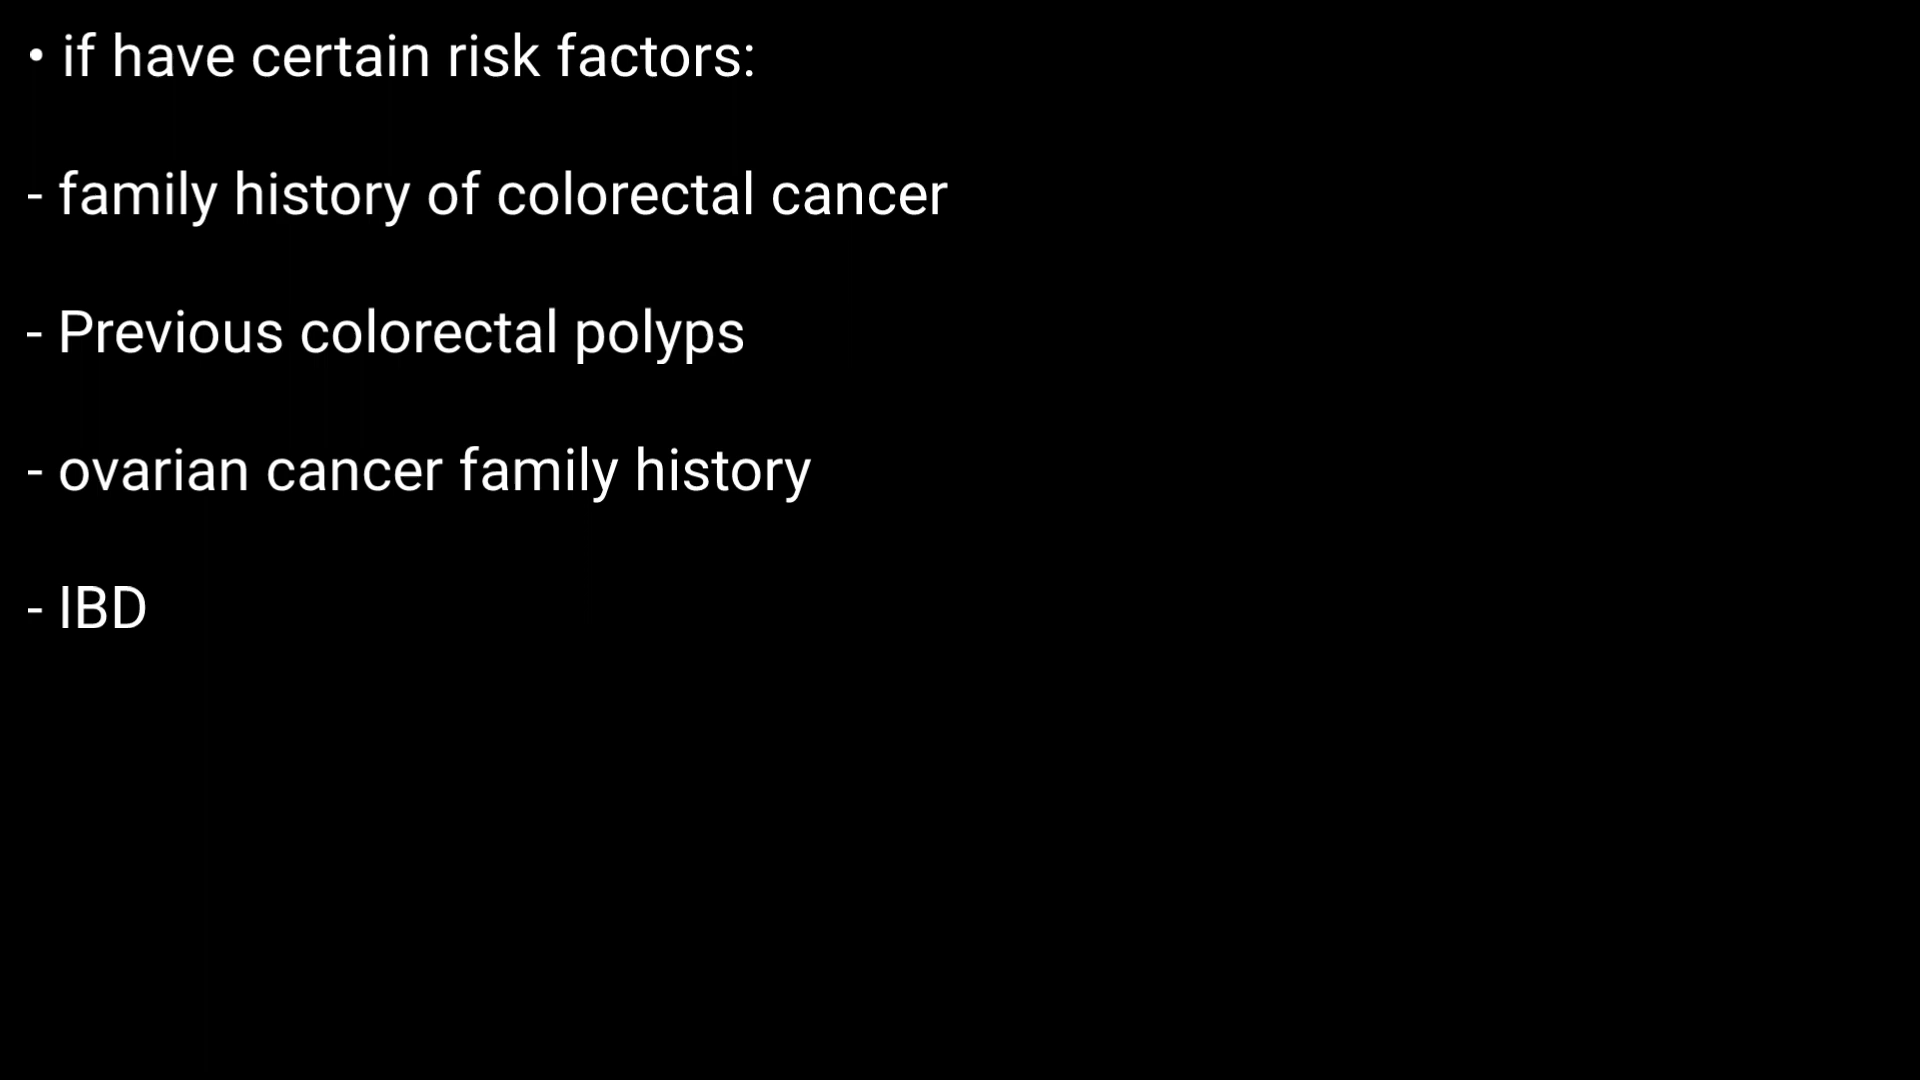 • if have certain risk factors:
- family history of colorectal cancer
- Previous colorectal polyps
- ovarian cancer family history
- IBD